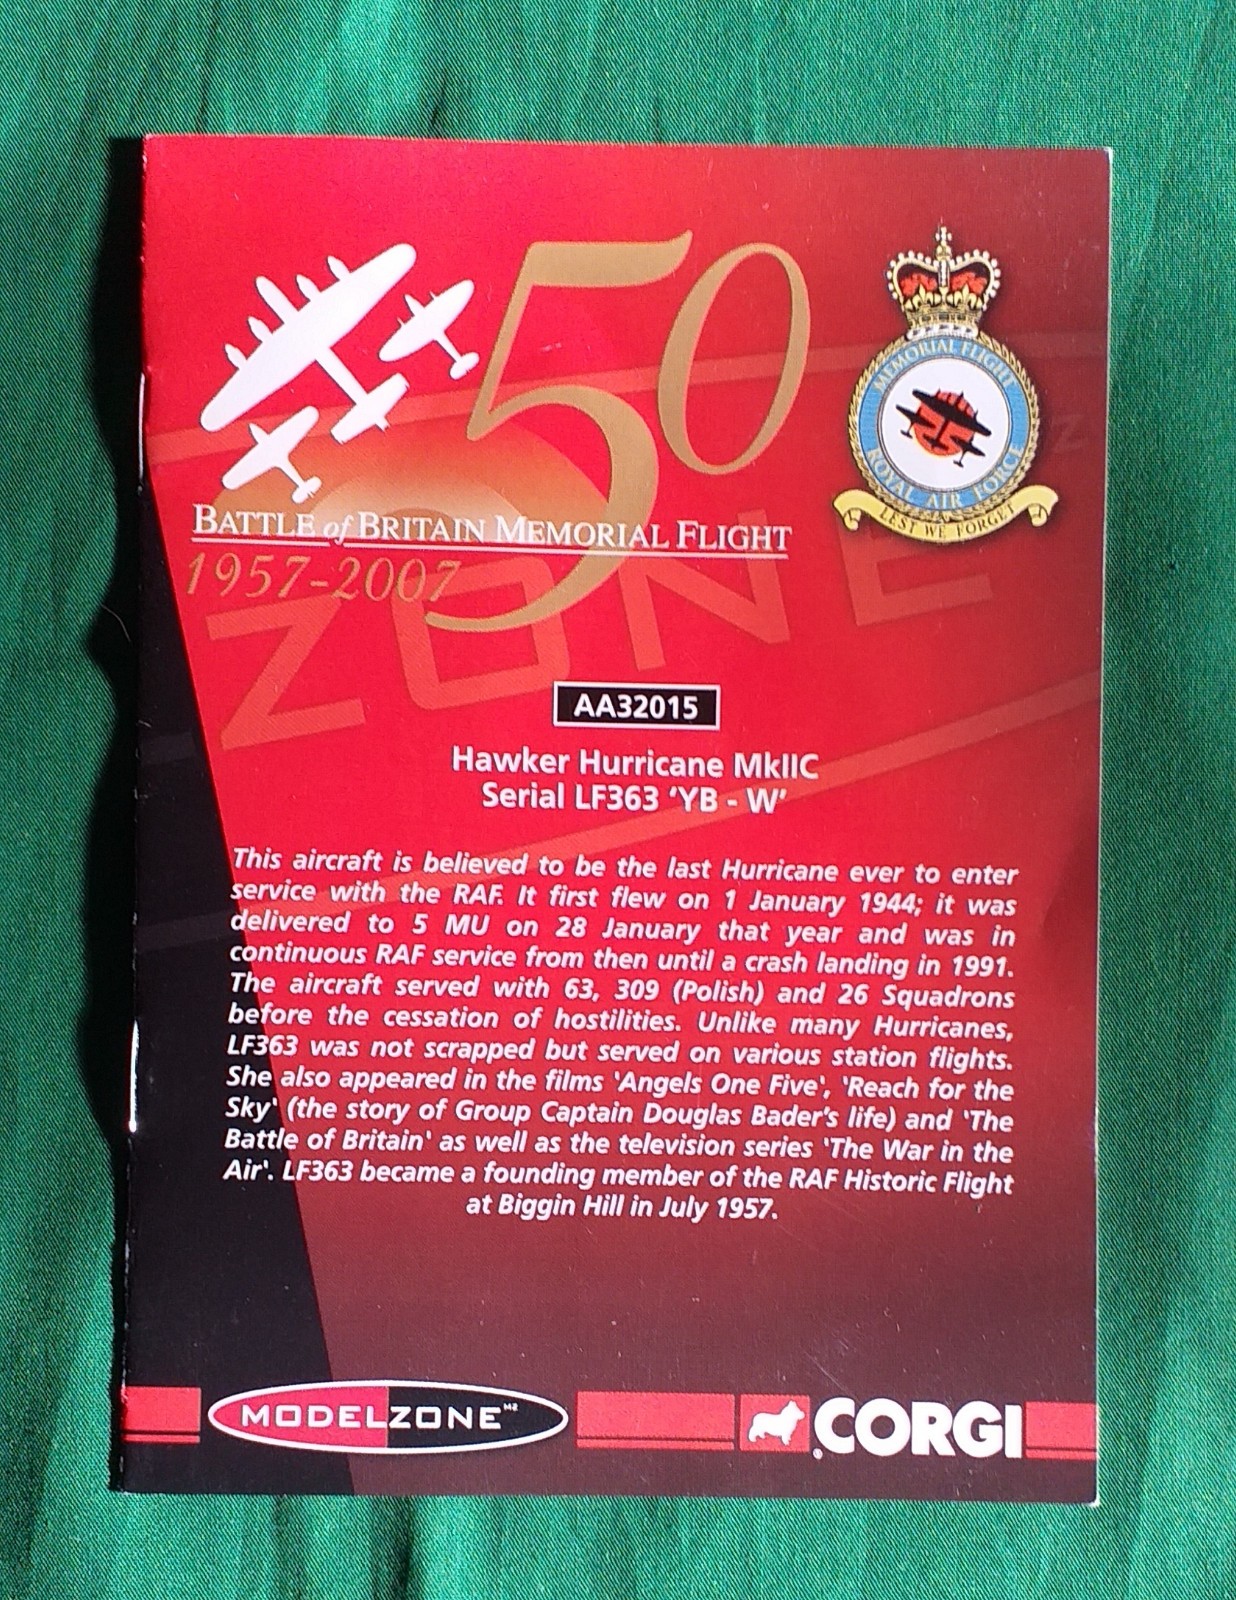 50
MEMORIAL FLIGHT
ROYAL AIR FORCE
LEST WE FORGET
BATTLE of BRITAIN MEMORIAL FLIGHT
1957-2007
ZONE
AA32015
Hawker Hurricane MkIIC
Serial LF363 ‘YB - W’
This aircraft is believed to be the last Hurricane ever to enter
service with the RAF. It first flew on 1 January 1944; it was
delivered to 5 MU on 28 January that year and was in
continuous RAF service from then until a crash landing in 1991.
The aircraft served with 63, 309 (Polish) and 26 Squadrons
before the cessation of hostilities. Unlike many Hurricanes,
LF363 was not scrapped but served on various station flights.
She also appeared in the films 'Angels One Five', 'Reach for the
Sky' (the story of Group Captain Douglas Bader's life) and 'The
Battle of Britain' as well as the television series 'The War in the
Air'. LF363 became a founding member of the RAF Historic Flight
at Biggin Hill in July 1957.
MODELZONE
CORGI